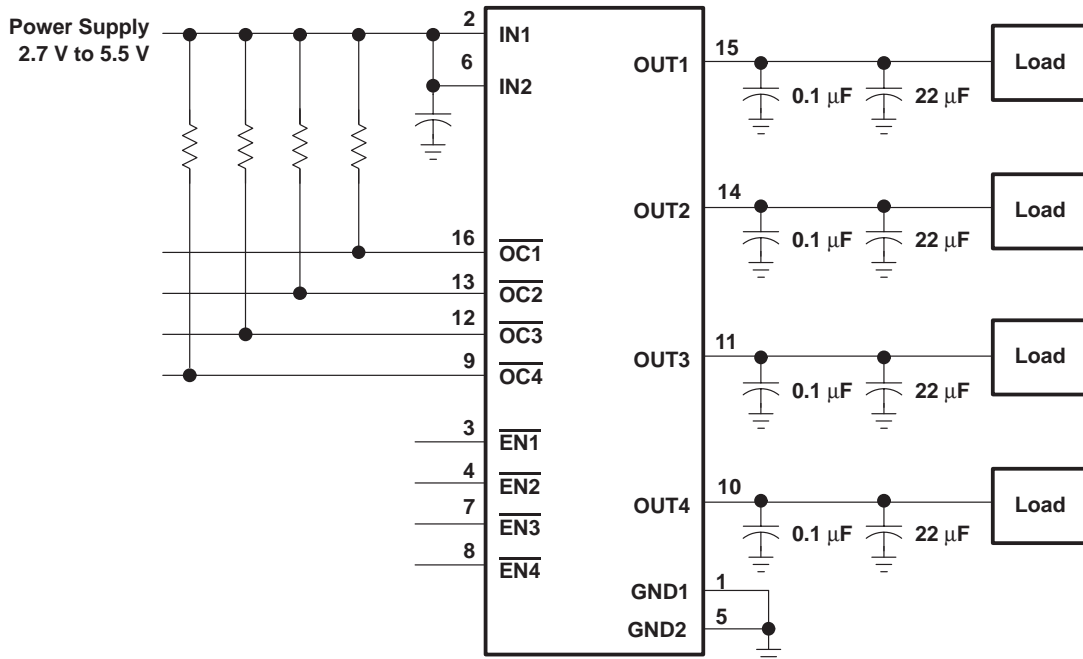 Power Supply
2.7 V to 5.5 V
2
IN1
6
IN2
16
OC1
13
OC2
12
OC3
9
OC4
3
EN1
4
EN2
7
EN3
8
EN4
OUT1
15
0.1 μF
22 μF
Load
OUT2
14
0.1 μF
22 μF
Load
OUT3
11
0.1 μF
22 μF
Load
OUT4
10
0.1 μF
22 μF
Load
GND1
1
GND2
5